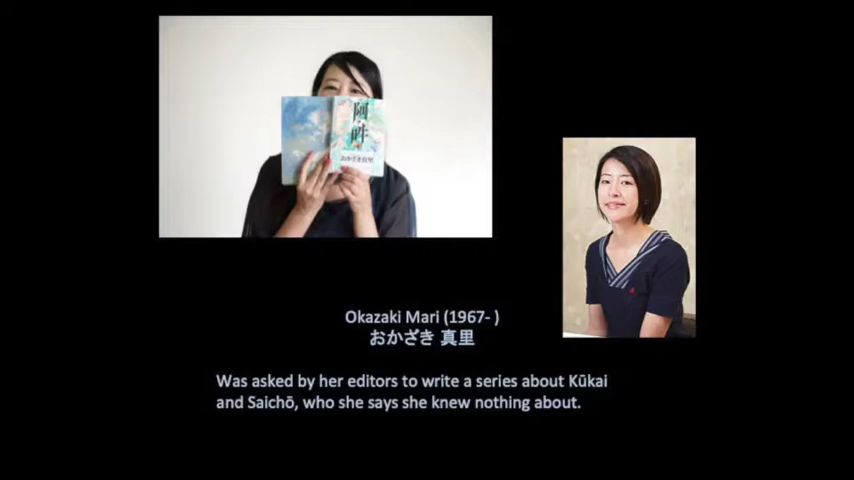 阿・吽
おかざき真里
Okazaki Mari (1967- )
おかざき 真里
Was asked by her editors to write a series about Kūkai
and Saichō, who she says she knew nothing about.